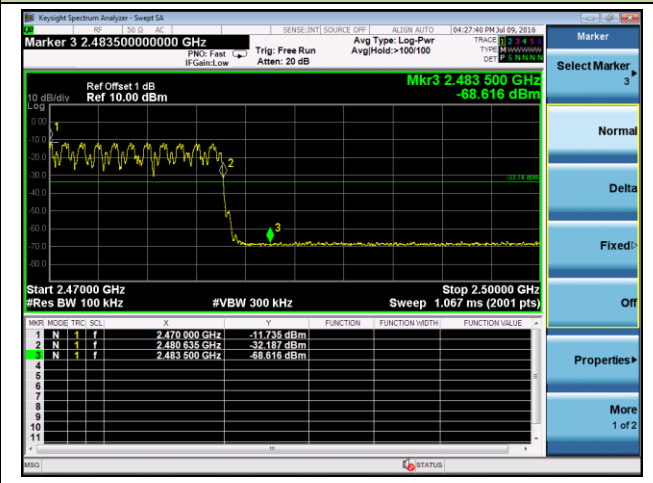 Keysight Spectrum Analyzer - Swept SA
RF 50 Ω AC SENSE:INT SOURCE OFF ALIGN AUTO 04:27:40 PM Jul 09, 2016
Marker 3 2.483500000000 GHz
PNO: Fast
IFGain:Low
Trig: Free Run
Atten: 20 dB
Avg Type: Log-Pwr
Avg|Hold:>100/100
TRACE 1 2 3 4 5 6
TYPE M
DET P S N N N N
Mkr3 2.483 500 GHz
-68.616 dBm
Ref Offset 1 dB
10 dB/div Ref 10.00 dBm
Log
0.00
-10.0
-20.0
-30.0
-40.0
-50.0
-60.0
-70.0
-80.0
1
2
3
Start 2.47000 GHz Stop 2.50000 GHz
#Res BW 100 kHz #VBW 300 kHz Sweep 1.067 ms (2001 pts)
MKR MODE TRC SCL X Y FUNCTION FUNCTION WIDTH FUNCTION VALUE
1 N 1 f 2.470 000 GHz -11.735 dBm
2 N 1 f 2.480 635 GHz -32.187 dBm
3 N 1 f 2.483 500 GHz -68.616 dBm
4
5
6
7
8
9
10
11
MSG STATUS
Marker
Select Marker
3
Normal
Delta
Fixed
Off
Properties
More
1 of 2